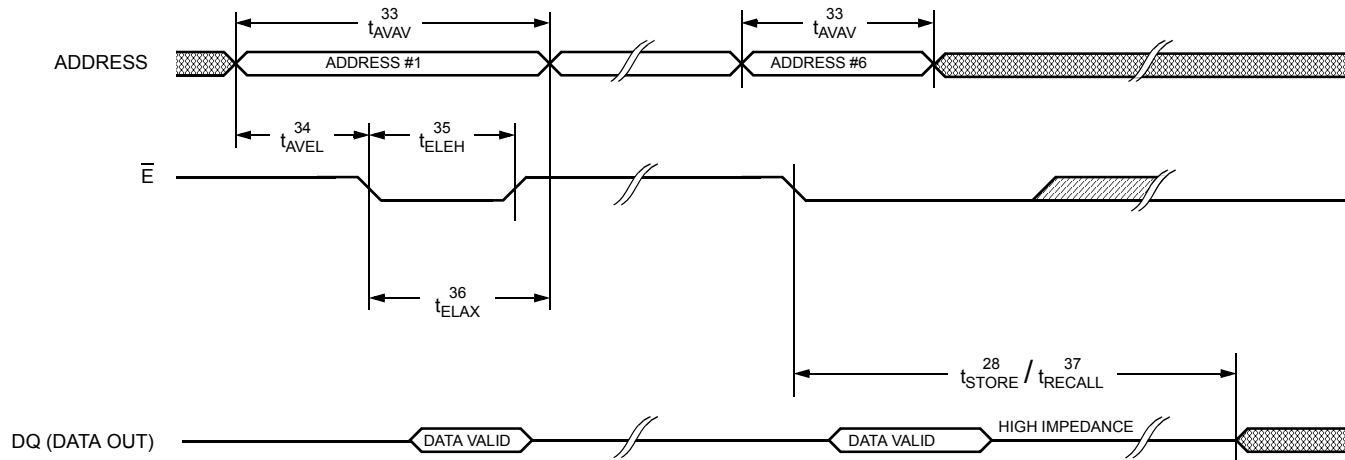 33
tAVAV
33
tAVAV
ADDRESS
ADDRESS #1
ADDRESS #6
34
tAVEL
35
tELEH
E
36
tELAX
28 37
tSTORE / tRECALL
DQ (DATA OUT)
DATA VALID
DATA VALID
HIGH IMPEDANCE